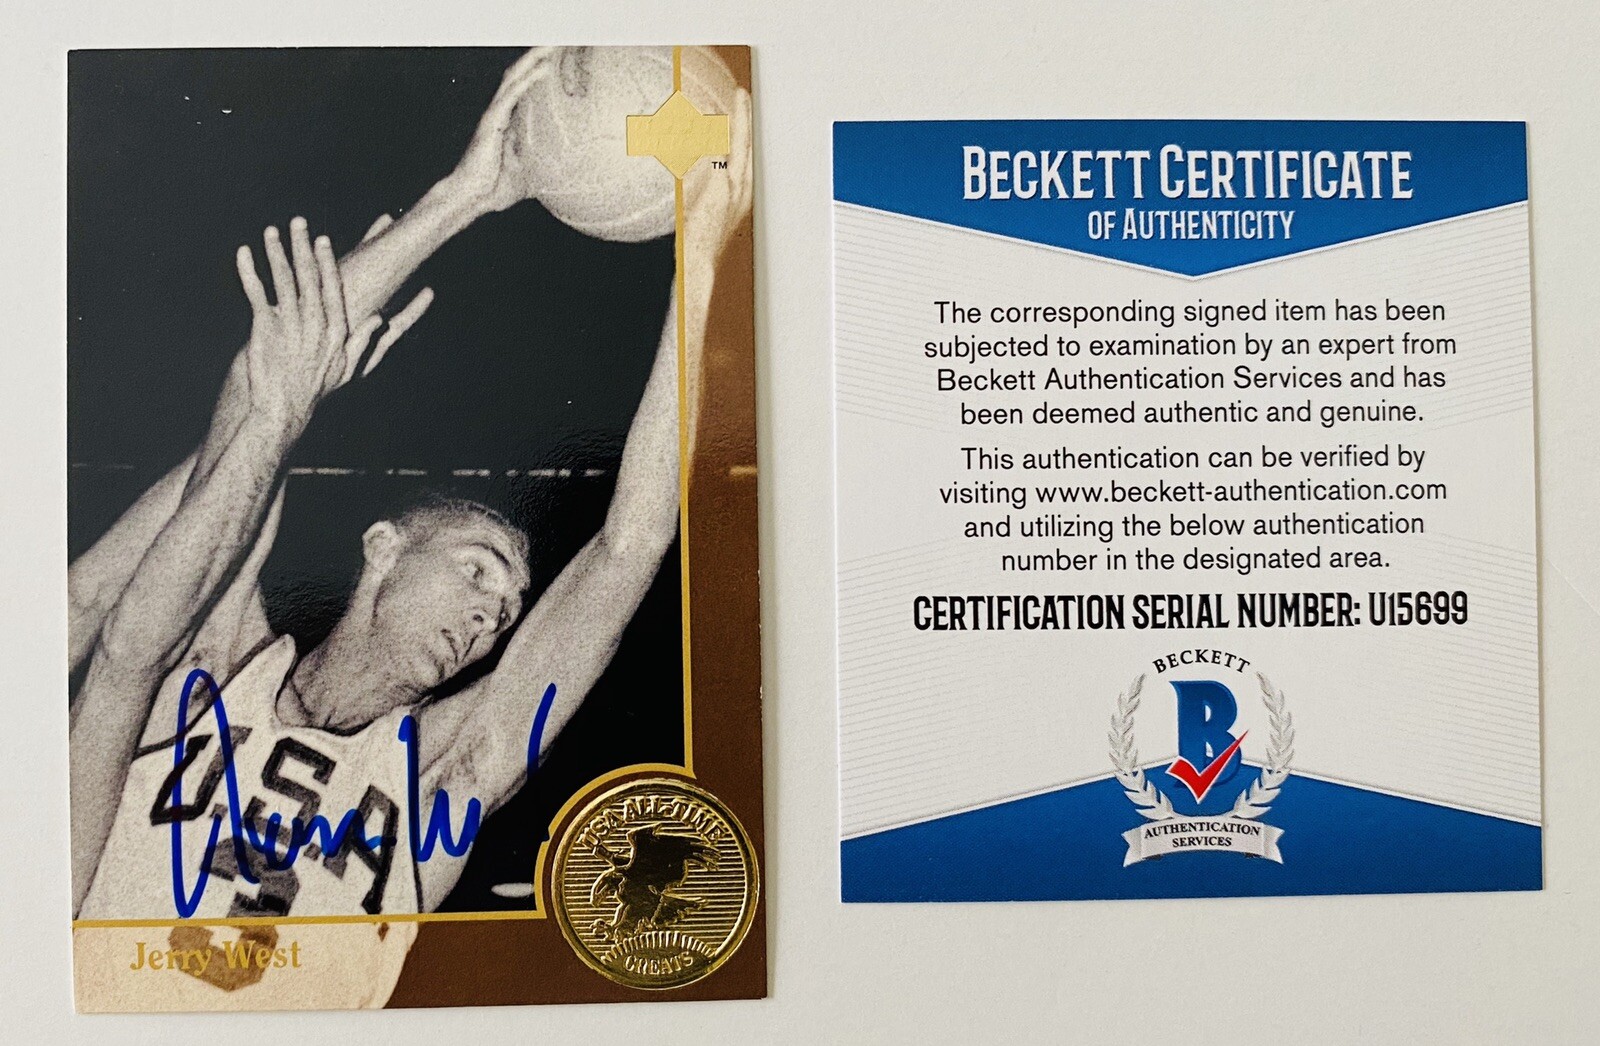 TM
USA
Jerry West
USA ALL-TIME
GREATS
BECKETT CERTIFICATE
OF AUTHENTICITY
The corresponding signed item has been
subjected to examination by an expert from
Beckett Authentication Services and has
been deemed authentic and genuine.
This authentication can be verified by
visiting www.beckett-authentication.com
and utilizing the below authentication
number in the designated area.
CERTIFICATION SERIAL NUMBER: U15699
BECKETT
B
AUTHENTICATION
SERVICES